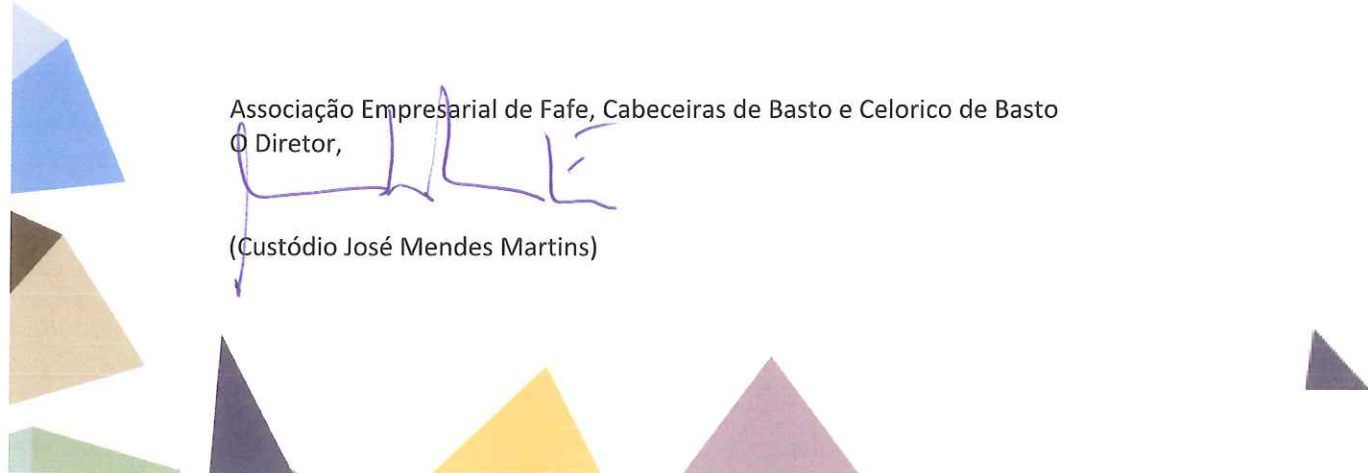 Associação Empresarial de Fafe, Cabeceiras de Basto e Celorico de Basto
O Diretor,
(Custódio José Mendes Martins)